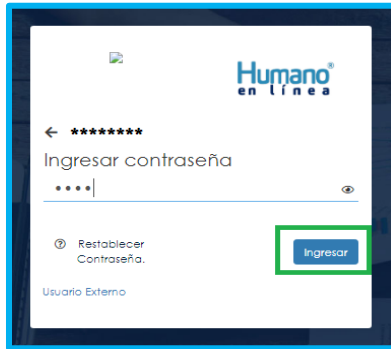 Humano®
en línea
← ********
Ingresar contraseña
••••
Restablecer
Contraseña.
Ingresar
Usuario Externo